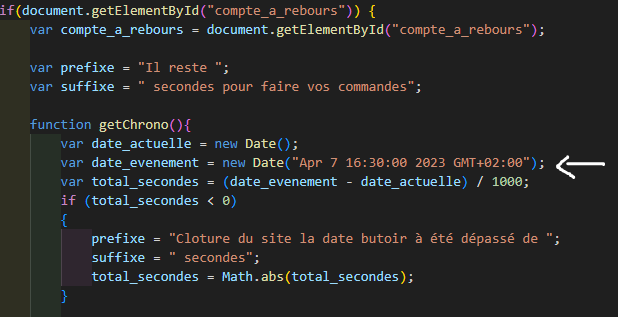 if(document.getElementById("compte_a_rebours")) {
var compte_a_rebours = document.getElementById("compte_a_rebours");
var prefixe = "Il reste ";
var suffixe = " secondes pour faire vos commandes";
function getChrono(){
var date_actuelle = new Date();
var date_evenement = new Date("Apr 7 16:30:00 2023 GMT+02:00");
var total_secondes = (date_evenement - date_actuelle) / 1000;
if (total_secondes < 0)
{
prefixe = "Cloture du site la date butoir à été dépassé de ";
suffixe = " secondes";
total_secondes = Math.abs(total_secondes);
}